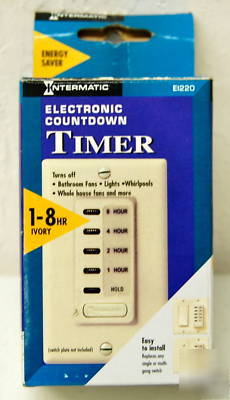 ENERGY
SAVER
INTERMATIC
EI220
ELECTRONIC
COUNTDOWN
TIMER
Turns off
• Bathroom Fans • Lights • Whirlpools
• Whole house fans and more
1-8HR
IVORY
8 HOUR
4 HOUR
2 HOUR
1 HOUR
HOLD
(switch plate not included)
Easy
to install
Replaces any
single or multi-
gang switch